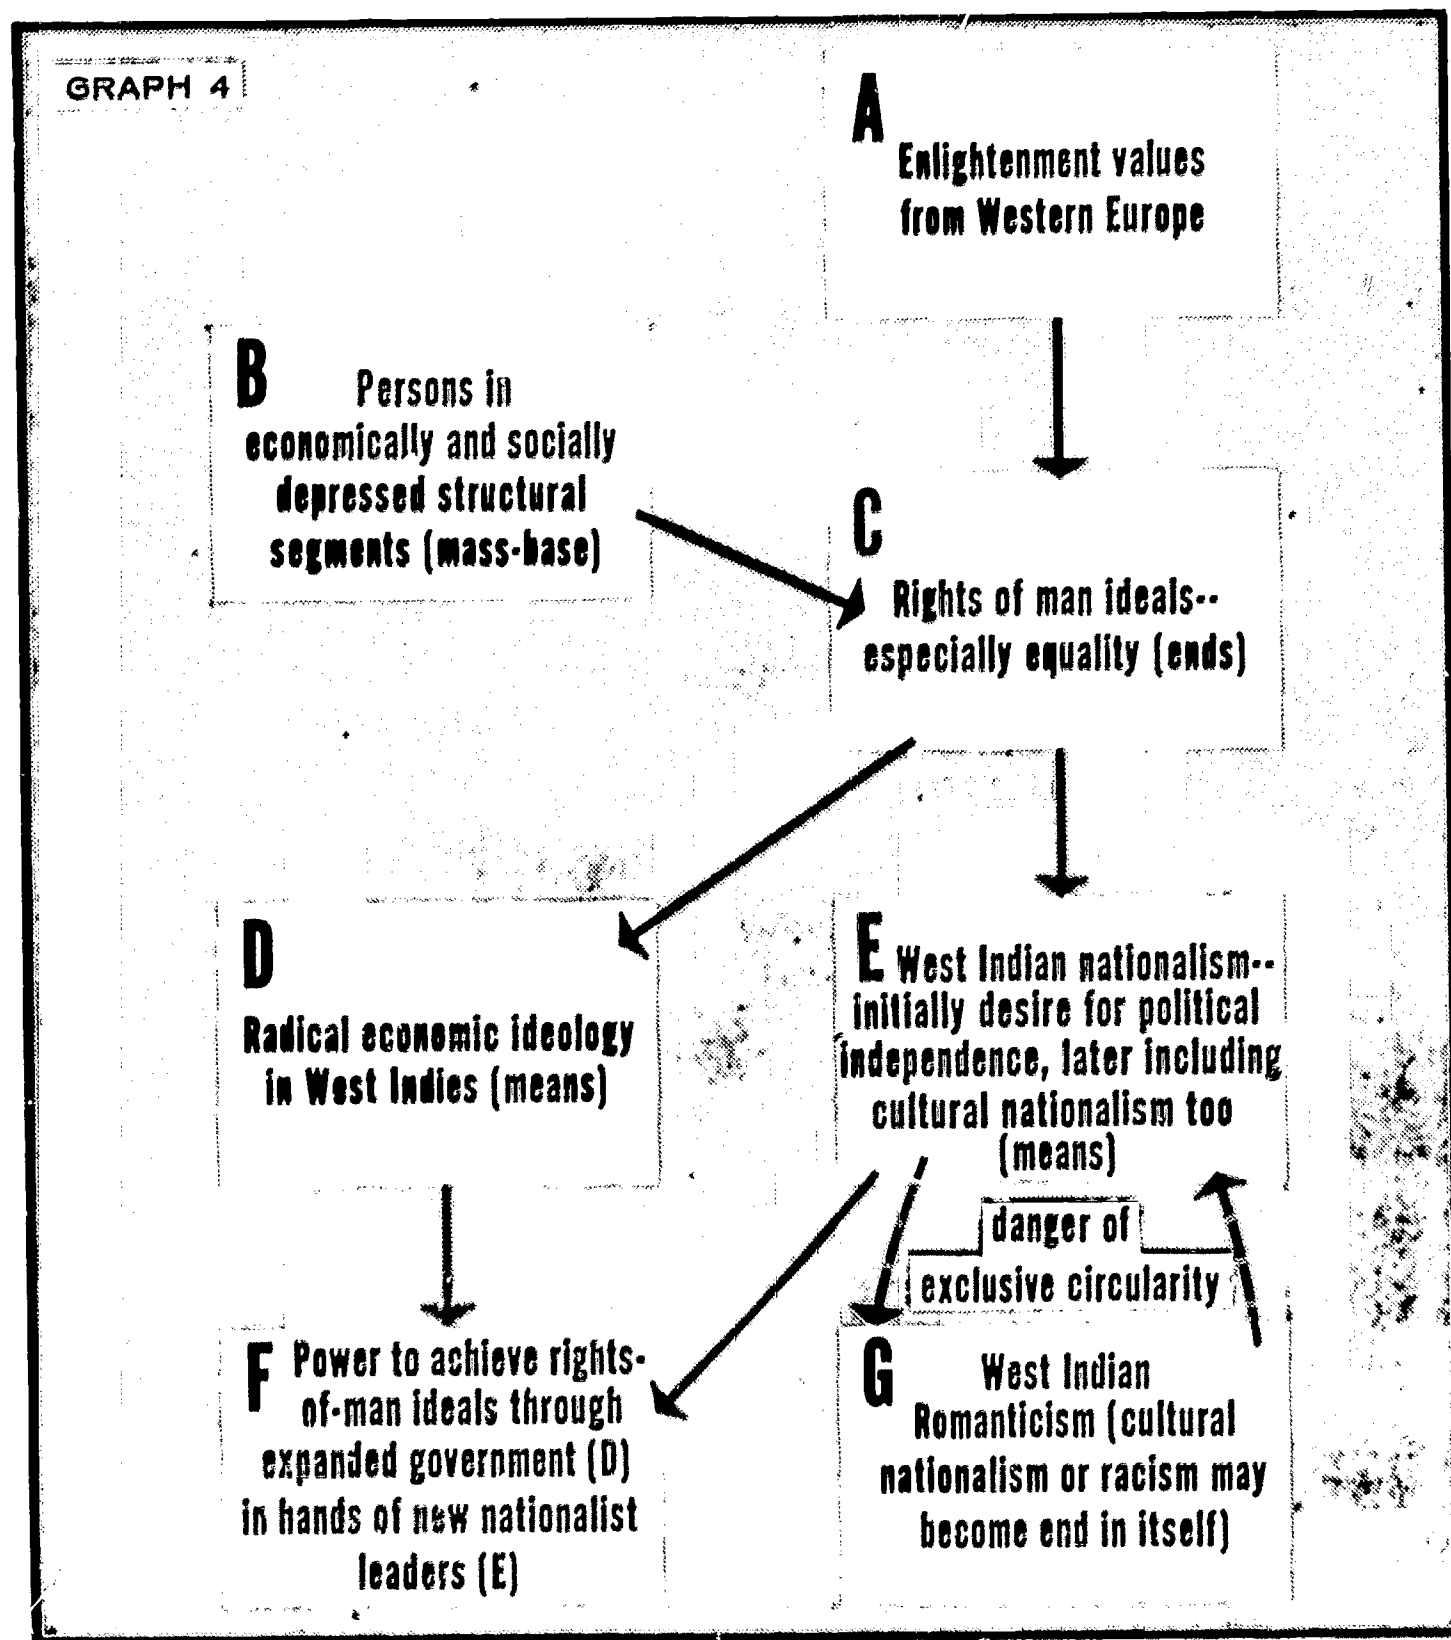 GRAPH 4
A
Enlightenment values
from Western Europe
B
Persons in
economically and socially
depressed structural
segments (mass-base)
C
Rights of man ideals--
especially equality (ends)
D
Radical economic ideology
in West Indies (means)
E West Indian nationalism--
initially desire for political
independence, later including
cultural nationalism too
(means)
danger of
exclusive circularity
F Power to achieve rights-
of-man ideals through
expanded government (D)
in hands of new nationalist
leaders (E)
G
West Indian
Romanticism (cultural
nationalism or racism may
become end in itself)